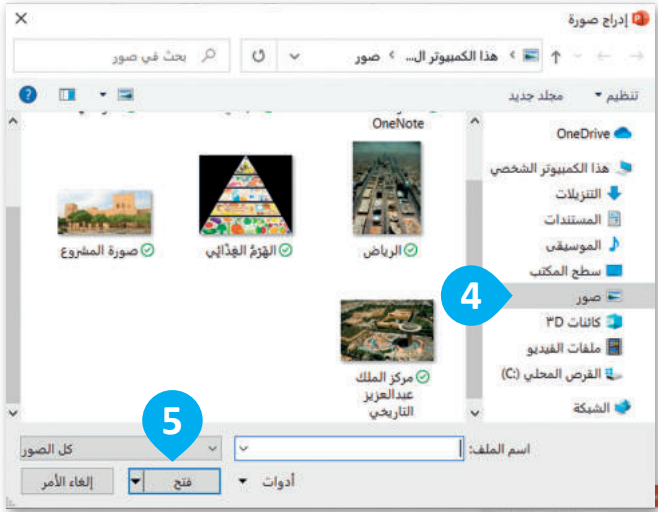 إدراج صورة
هذا الكمبيوتر ال... › صور
بحث في صور
تنظيم
مجلد جديد
OneDrive
هذا الكمبيوتر الشخصي
التنزيلات
المستندات
الموسيقى
سطح المكتب
صور
4
كائنات ٣D
ملفات الفيديو
القرص المحلي (C:)
الشبكة
OneNote
الرياض
الهَرَمُ الغِذَائِي
صورة المشروع
مركز الملك
عبدالعزيز
التاريخي
5
اسم الملف:
كل الصور
أدوات
فتح
إلغاء الأمر